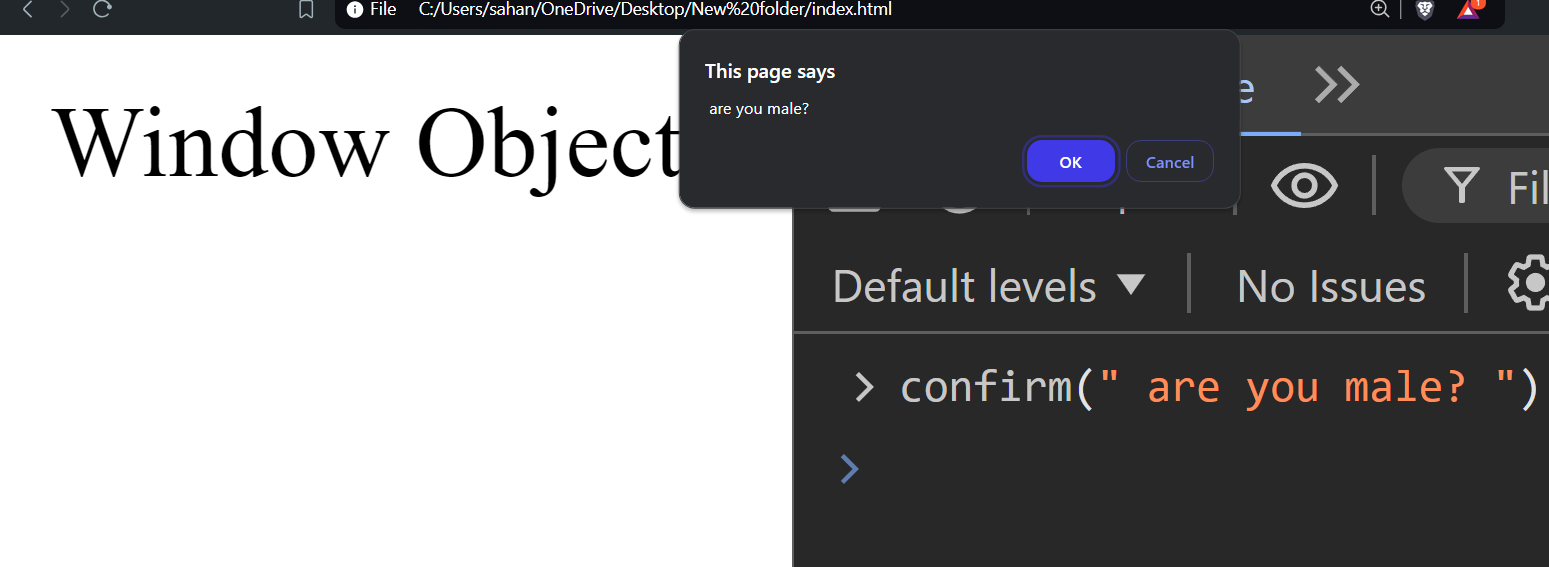 File C:/Users/sahan/OneDrive/Desktop/New%20folder/index.html
1
This page says
are you male?
OK Cancel
Window Object
Default levels No Issues
confirm(" are you male? ")